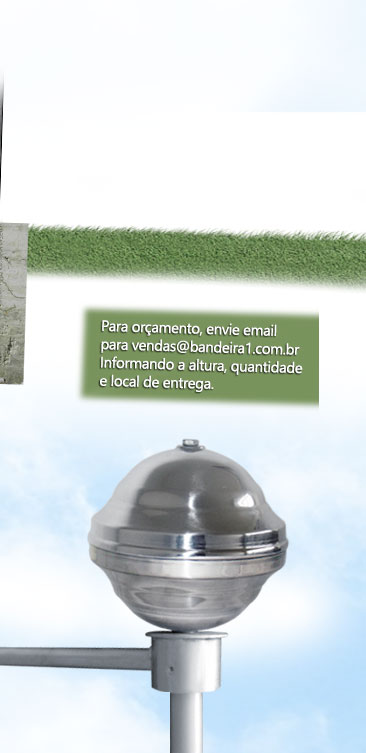 Para orçamento, envie email
para vendas@bandeira1.com.br
Informando a altura, quantidade
e local de entrega.